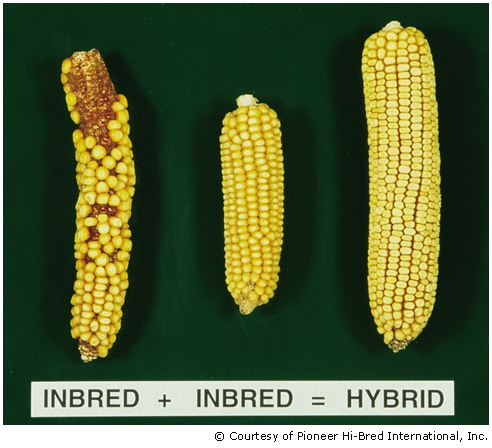 INBRED + INBRED = HYBRID
© Courtesy of Pioneer Hi-Bred International, Inc.